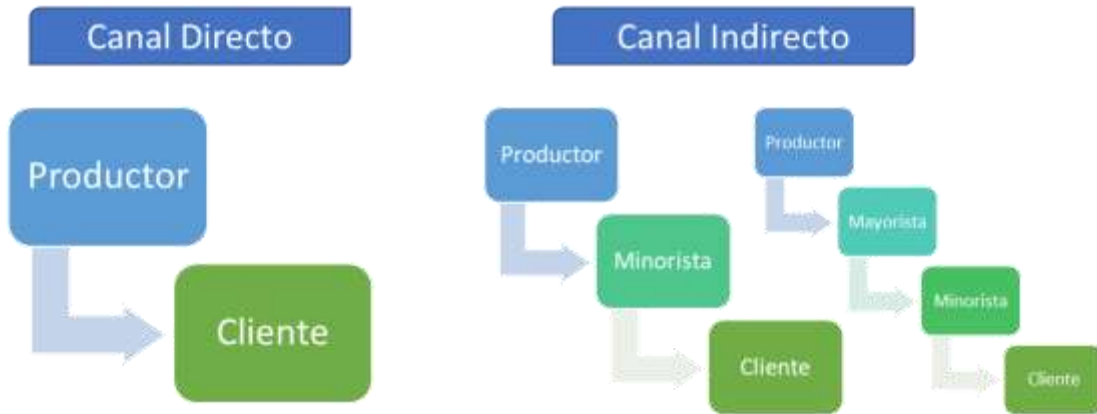 Canal Directo
Productor
Cliente
Canal Indirecto
Productor
Minorista
Cliente
Productor
Mayorista
Minorista
Cliente